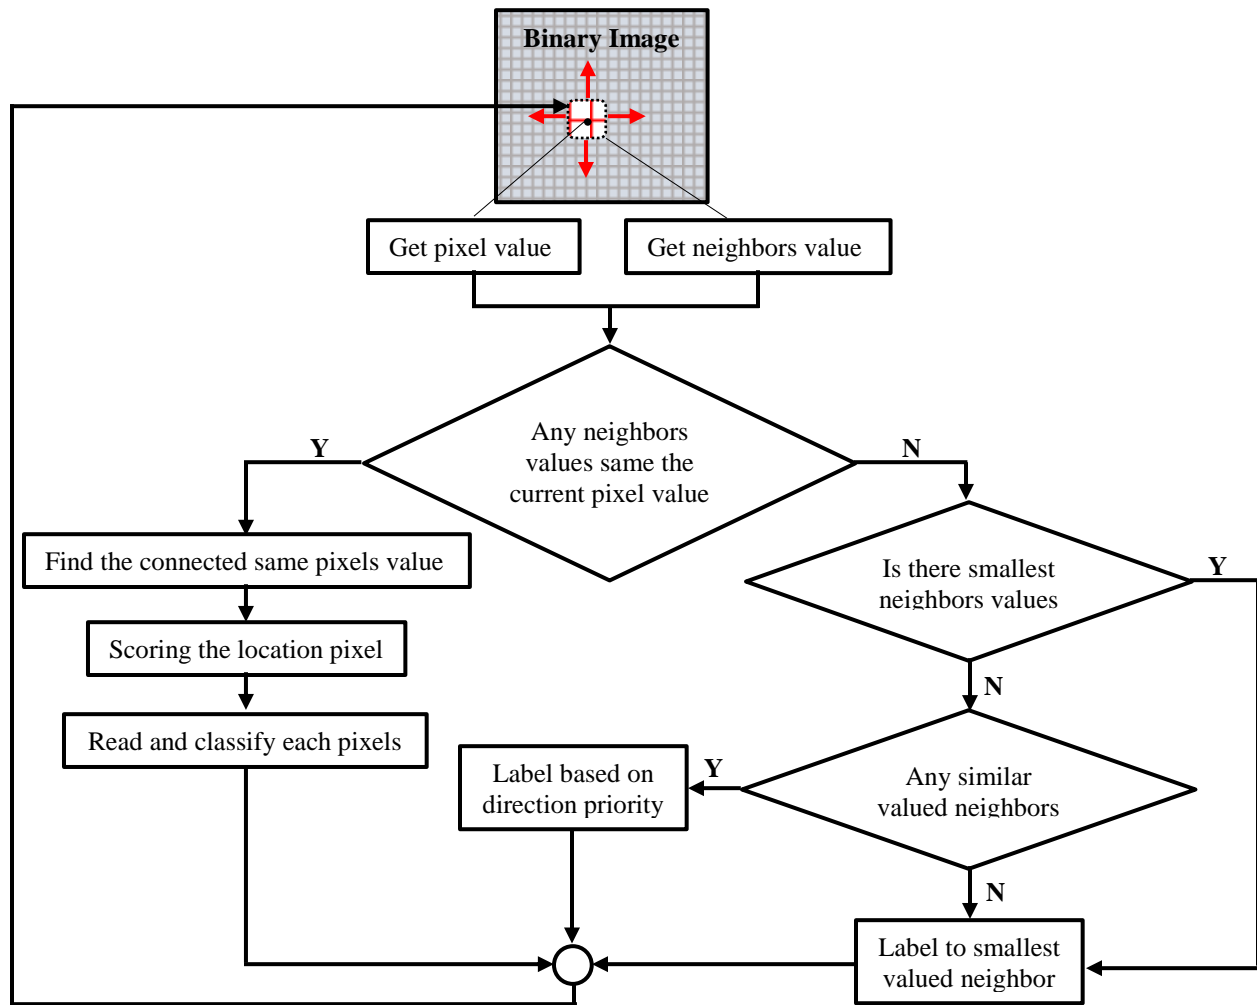 Binary Image
Get pixel value
Get neighbors value
Any neighbors
values same the
current pixel value
Y
N
Find the connected same pixels value
Is there smallest
neighbors values
Y
Scoring the location pixel
N
Read and classify each pixels
Label based on
direction priority
Y
Any similar
valued neighbors
N
Label to smallest
valued neighbor